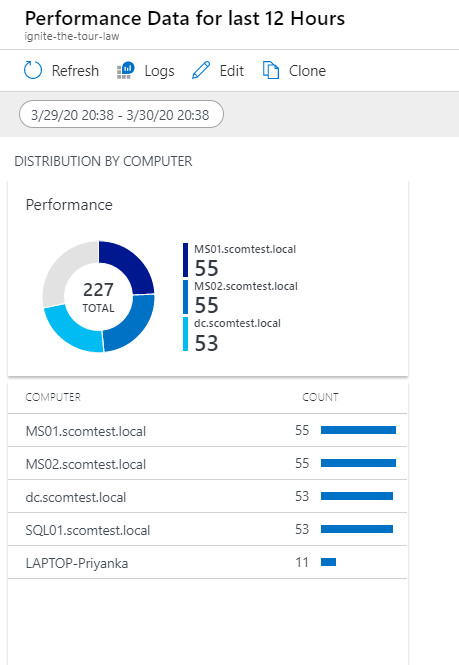 Performance Data for last 12 Hours
ignite-the-tour-law
Refresh Logs Edit Clone
3/29/20 20:38 - 3/30/20 20:38
DISTRIBUTION BY COMPUTER
Performance
227
TOTAL
MS01.scomtest.local
55
MS02.scomtest.local
55
dc.scomtest.local
53
COMPUTER COUNT
MS01.scomtest.local 55
MS02.scomtest.local 55
dc.scomtest.local 53
SQL01.scomtest.local 53
LAPTOP-Priyanka 11